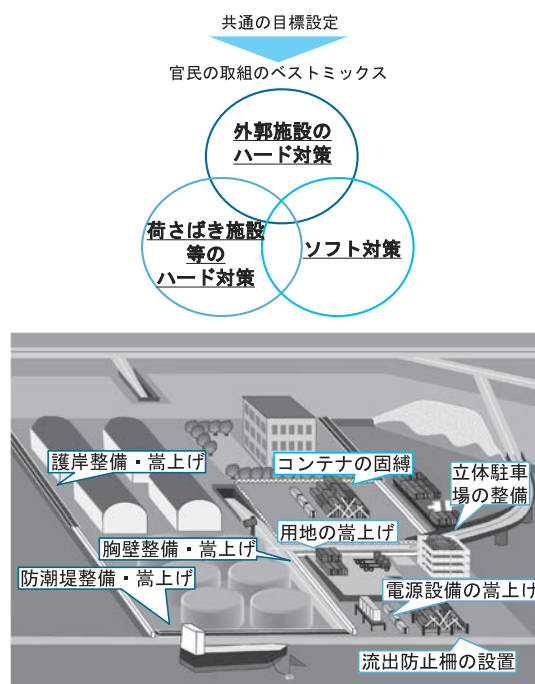 共通の目標設定
官民の取組のベストミックス
外郭施設の
ハード対策
荷さばき施設
等の
ハード対策
ソフト対策
護岸整備・嵩上げ
コンテナの固縛
立体駐車
場の整備
用地の嵩上げ
胸壁整備・嵩上げ
防潮堤整備・嵩上げ
電源設備の嵩上げ
流出防止柵の設置